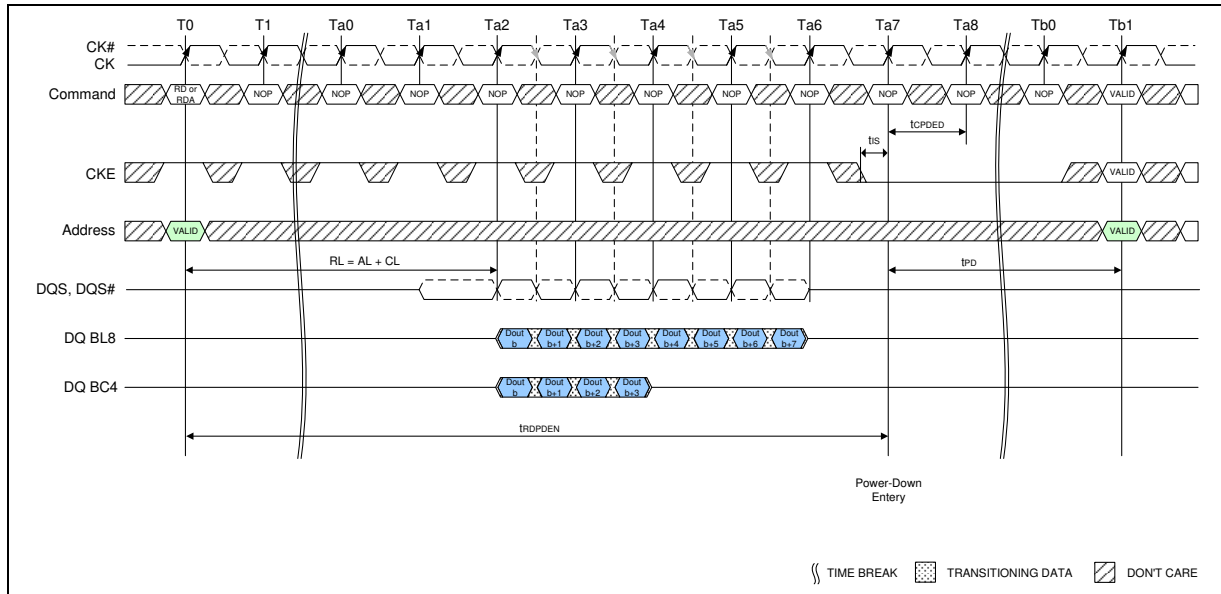 T0 T1 Ta0 Ta1 Ta2 Ta3 Ta4 Ta5 Ta6 Ta7 Ta8 Tb0 Tb1
CK#
CK
Command RD or RDA NOP NOP NOP NOP NOP NOP NOP NOP NOP NOP NOP VALID
tCPDED
tIS
CKE VALID
Address VALID VALID
RL = AL + CL tPD
DQS, DQS#
DQ BL8 Dout b Dout b+1 Dout b+2 Dout b+3 Dout b+4 Dout b+5 Dout b+6 Dout b+7
DQ BC4 Dout b Dout b+1 Dout b+2 Dout b+3
tRDPDEN
Power-Down
Entery
TIME BREAK TRANSITIONING DATA DON'T CARE